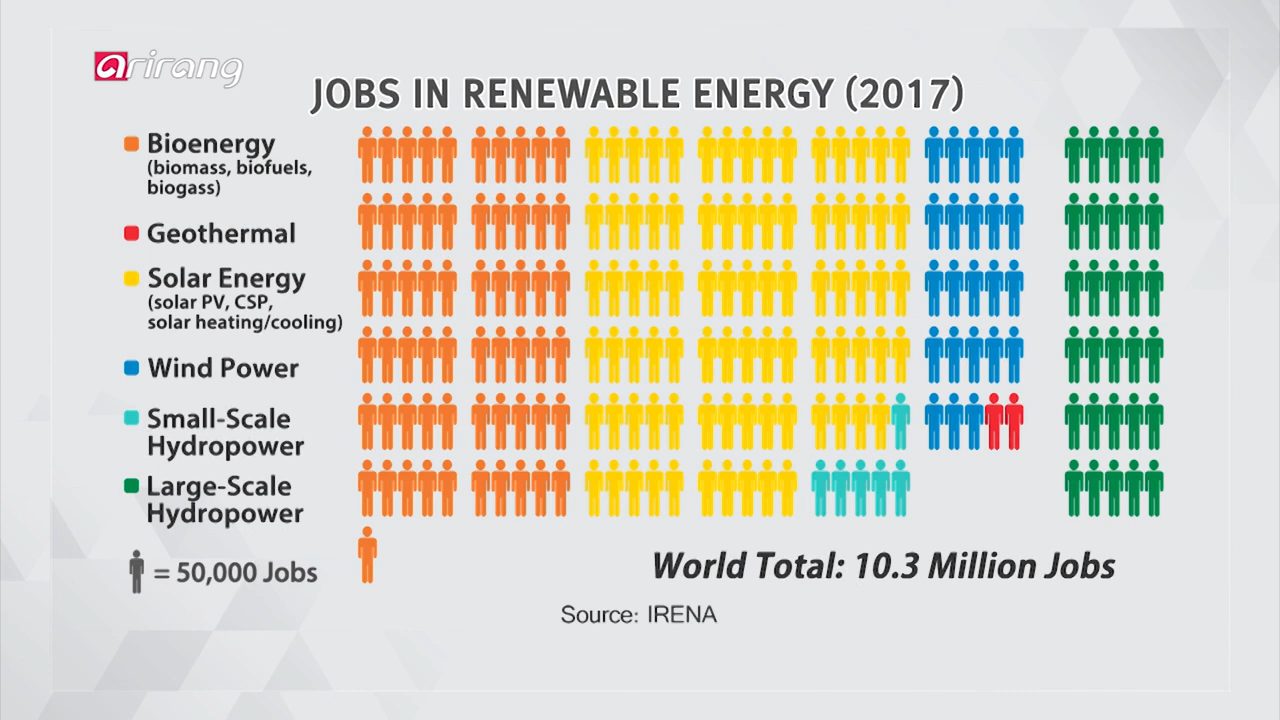 arirang
JOBS IN RENEWABLE ENERGY (2017)
Bioenergy
(biomass, biofuels,
biogass)
Geothermal
Solar Energy
(solar PV, CSP,
solar heating/cooling)
Wind Power
Small-Scale
Hydropower
Large-Scale
Hydropower
= 50,000 Jobs
World Total: 10.3 Million Jobs
Source: IRENA